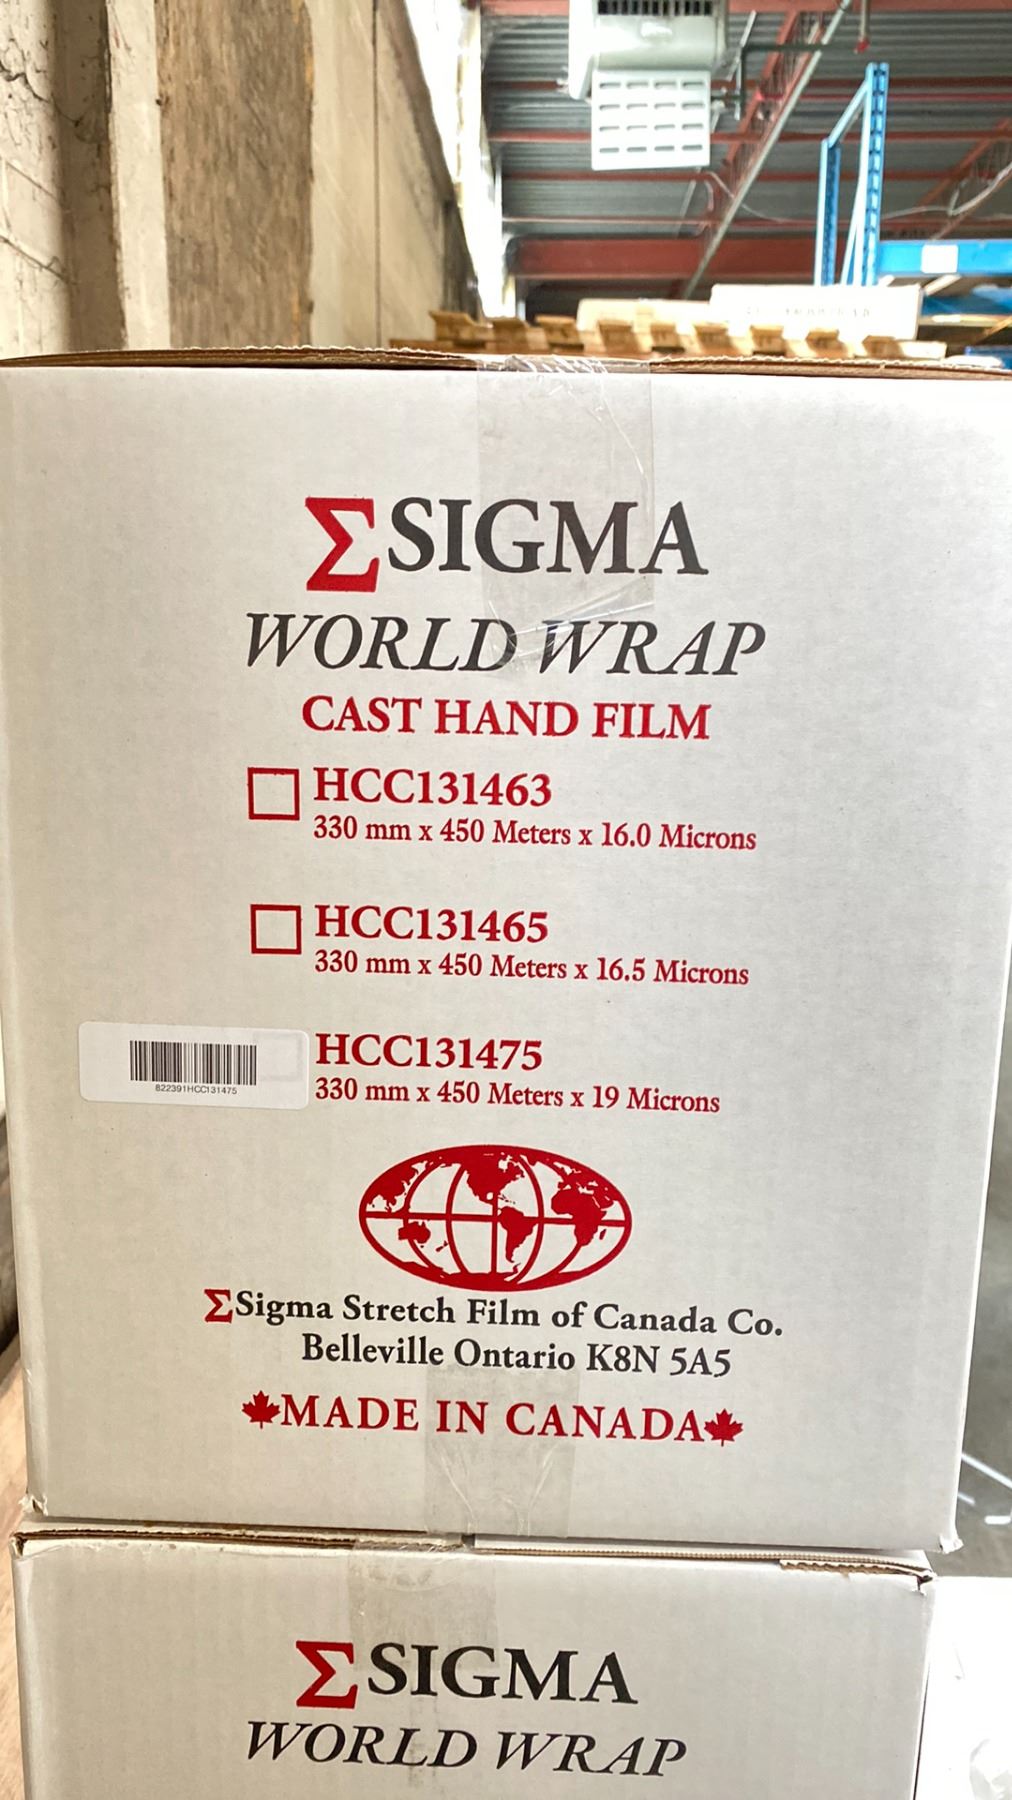 ΣSIGMA
WORLD WRAP
CAST HAND FILM
HCC131463
330 mm x 450 Meters x 16.0 Microns
HCC131465
330 mm x 450 Meters x 16.5 Microns
822391HCC131475
HCC131475
330 mm x 450 Meters x 19 Microns
ΣSigma Stretch Film of Canada Co.
Belleville Ontario K8N 5A5
MADE IN CANADA
ΣSIGMA
WORLD WRAP